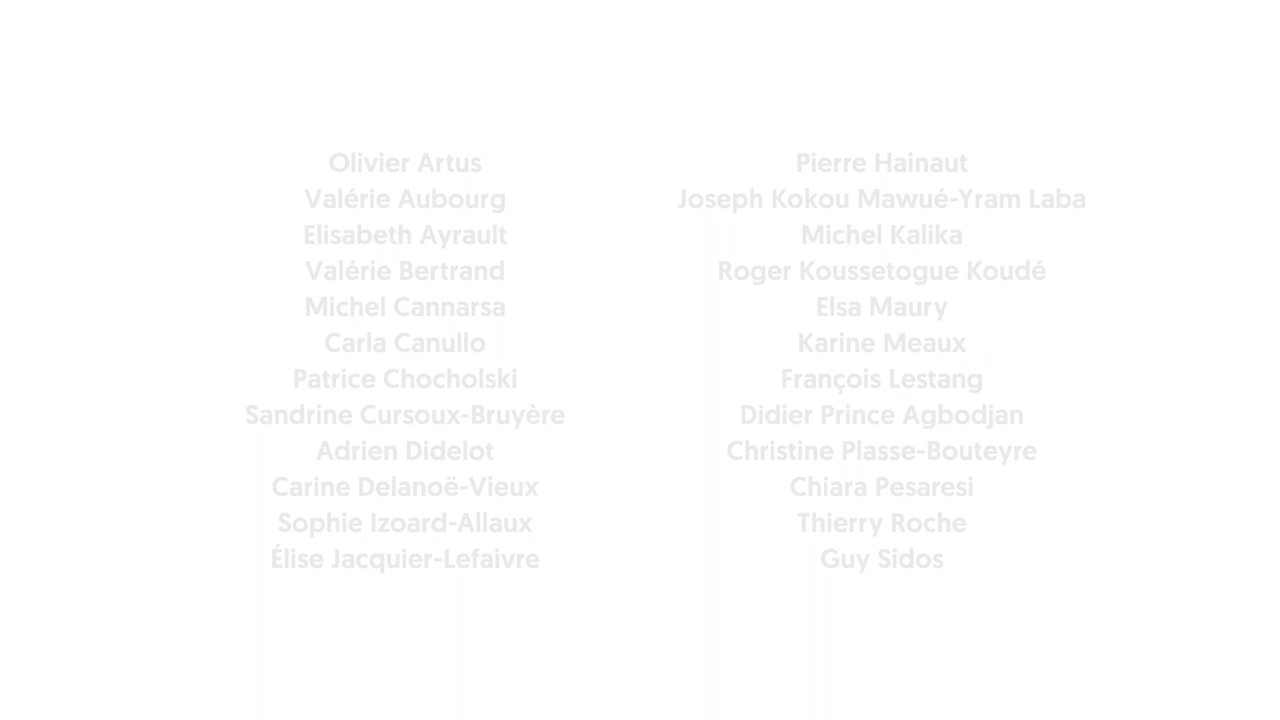 Olivier Artus
Valérie Aubourg
Elisabeth Ayrault
Valérie Bertrand
Michel Cannarsa
Carla Canullo
Patrice Chocholski
Sandrine Cursoux-Bruyère
Adrien Didelot
Carine Delanoë-Vieux
Sophie Izoard-Allaux
Élise Jacquier-Lefaivre
Pierre Hainaut
Joseph Kokou Mawué-Yram Laba
Michel Kalika
Roger Koussetogue Koudé
Elsa Maury
Karine Meaux
François Lestang
Didier Prince Agbodjan
Christine Plasse-Bouteyre
Chiara Pesaresi
Thierry Roche
Guy Sidos